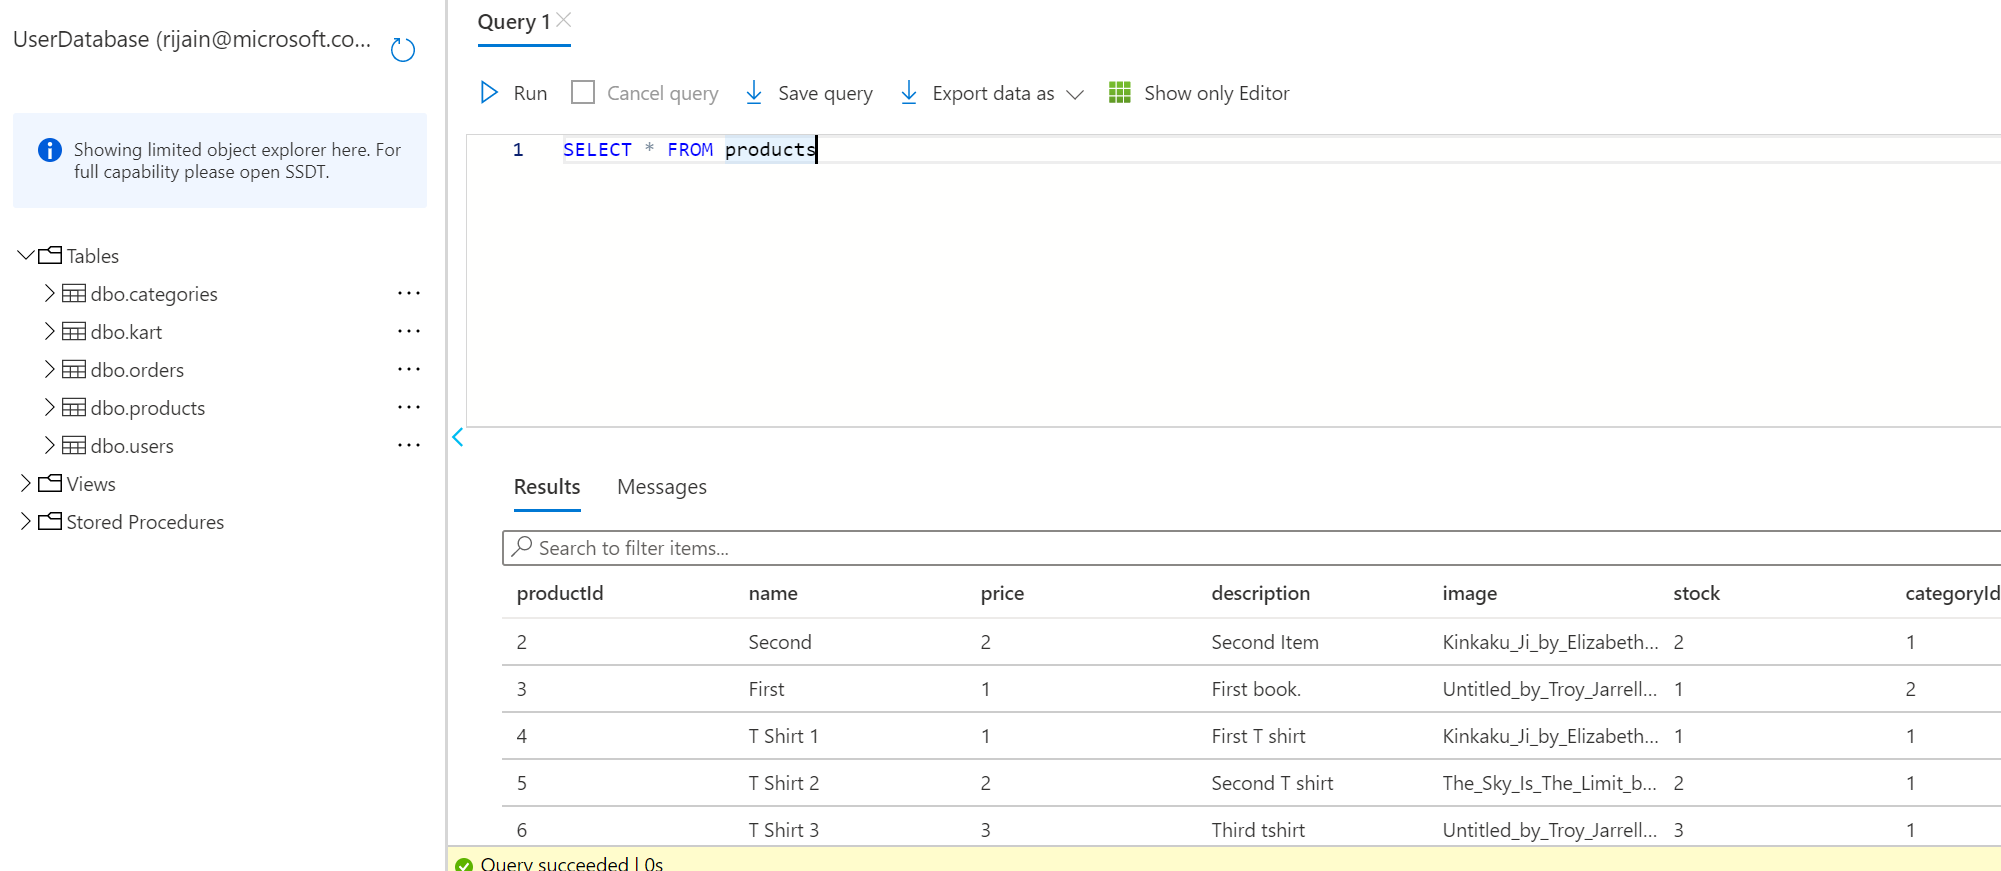 UserDatabase (rijain@microsoft.co...
Showing limited object explorer here. For
full capability please open SSDT.
Tables
dbo.categories
dbo.kart
dbo.orders
dbo.products
dbo.users
Views
Stored Procedures
Query 1
Run Cancel query Save query Export data as Show only Editor
1 SELECT * FROM products
Results Messages
Search to filter items...
productId name price description image stock categoryId
2 Second 2 Second Item Kinkaku_Ji_by_Elizabeth... 2 1
3 First 1 First book. Untitled_by_Troy_Jarrell... 1 2
4 T Shirt 1 1 First T shirt Kinkaku_Ji_by_Elizabeth... 1 1
5 T Shirt 2 2 Second T shirt The_Sky_Is_The_Limit_b... 2 1
6 T Shirt 3 3 Third tshirt Untitled_by_Troy_Jarrell... 3 1
Query succeeded | 0s